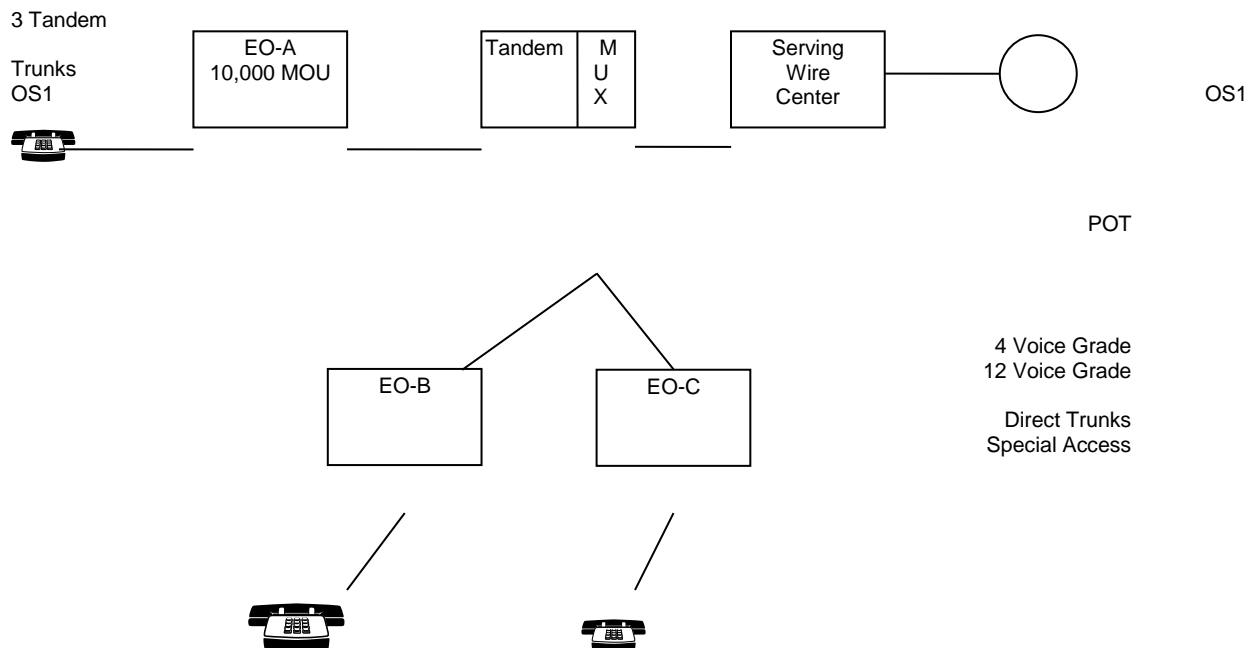 3 Tandem
Trunks
OS1
EO-A
10,000 MOU
Tandem
M
U
X
Serving
Wire
Center
OS1
POT
EO-B
EO-C
4 Voice Grade
12 Voice Grade
Direct Trunks
Special Access